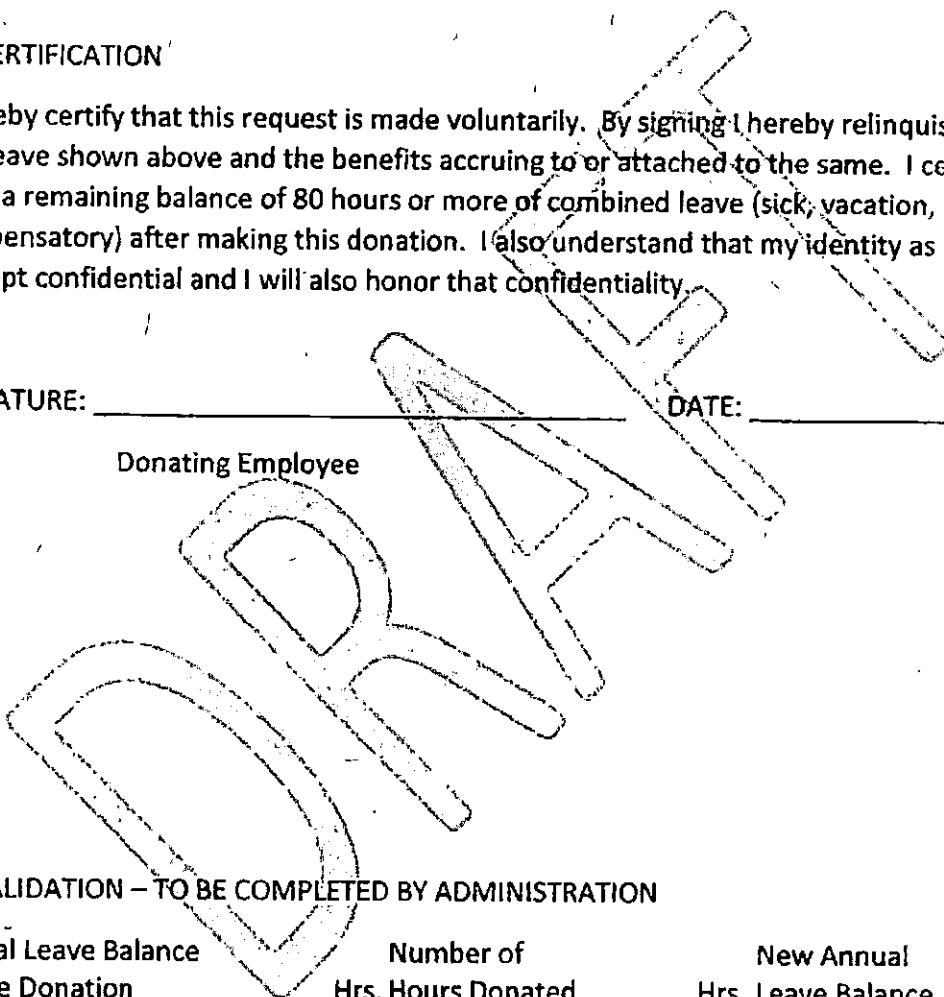 ERTIFICATION
eby certify that this request is made voluntarily. By signing I hereby relinquis
eave shown above and the benefits accruing to or attached to the same. I ce
a remaining balance of 80 hours or more of combined leave (sick, vacation,
pensatory) after making this donation. I also understand that my identity as
pt confidential and I will also honor that confidentiality.
ATURE: DATE:
Donating Employee
DRAFT
ALIDATION – TO BE COMPLETED BY ADMINISTRATION
al Leave Balance Number of New Annual
e Donation Hrs. Hours Donated Hrs. Leave Balance